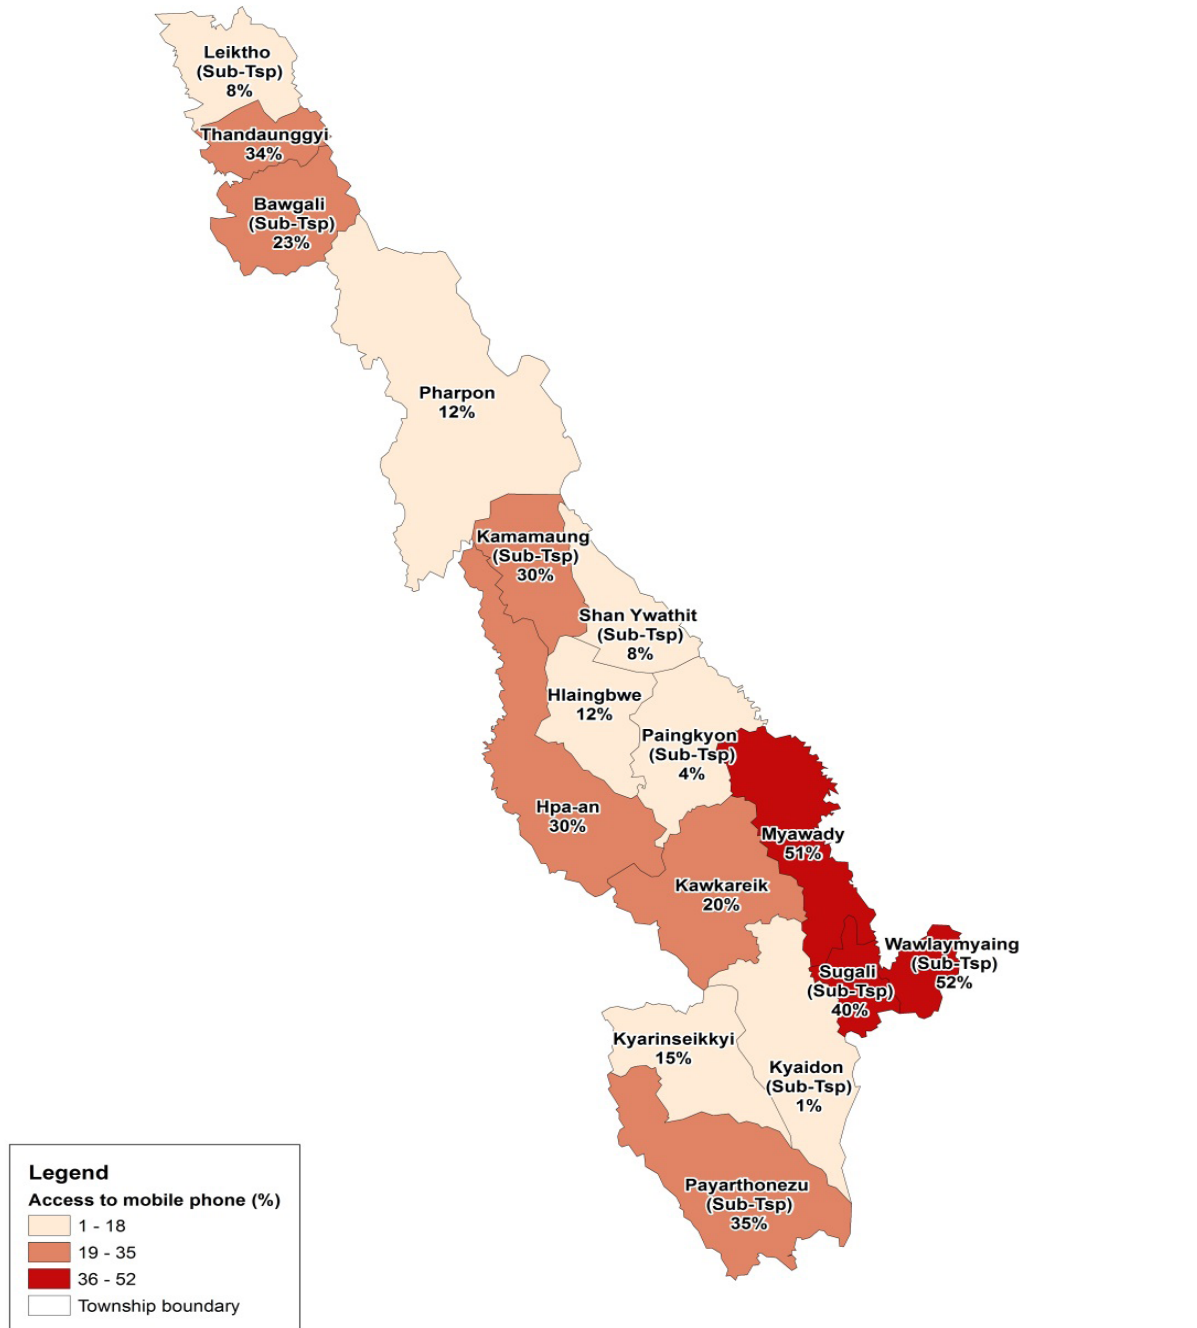 Leiktho
(Sub-Tsp)
8%
Thandaunggyi
34%
Bawgali
(Sub-Tsp)
23%
Pharpon
12%
Kamamaung
(Sub-Tsp)
30%
Shan Ywathit
(Sub-Tsp)
8%
Hlaingbwe
12%
Paingkyon
(Sub-Tsp)
4%
Hpa-an
30%
Myawady
51%
Kawkareik
20%
Wawlaymyaing
(Sub-Tsp)
52%
Sugali
(Sub-Tsp)
40%
Kyarinseikkyi
15%
Kyaidon
(Sub-Tsp)
1%
Payarthonezu
(Sub-Tsp)
35%
Legend
Access to mobile phone (%)
1 - 18
19 - 35
36 - 52
Township boundary